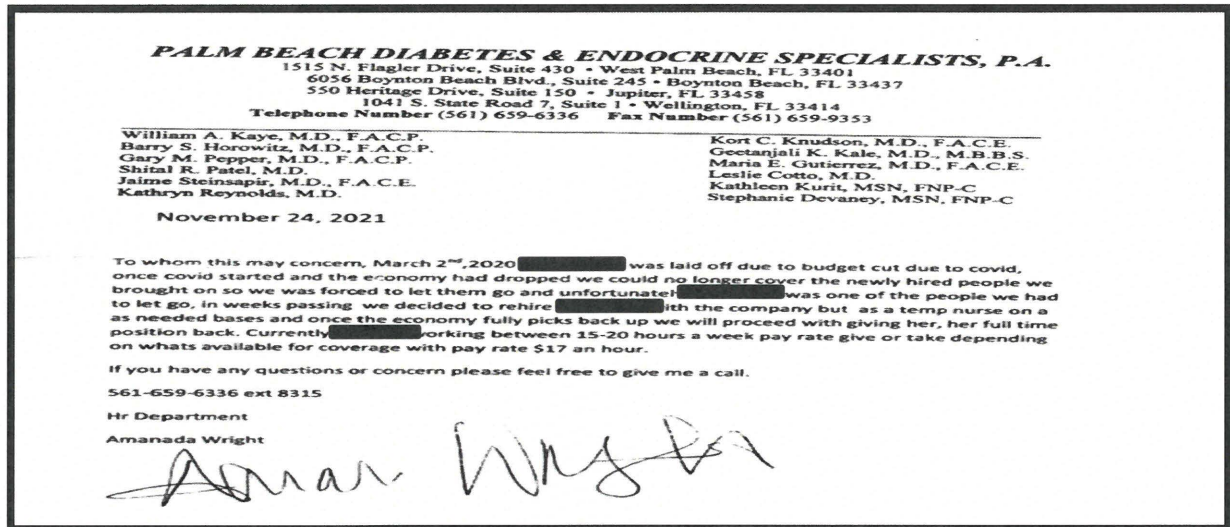 PALM BEACH DIABETES & ENDOCRINE SPECIALISTS, P.A.
1515 N. Flagler Drive, Suite 430 • West Palm Beach, FL 33401
6056 Boynton Beach Blvd., Suite 245 • Boynton Beach, FL 33437
550 Heritage Drive, Suite 150 • Jupiter, FL 33458
1041 S. State Road 7, Suite 1 • Wellington, FL 33414
Telephone Number (561) 659-6336 Fax Number (561) 659-9353
William A. Kaye, M.D., F.A.C.P.
Barry S. Horowitz, M.D., F.A.C.P.
Gary M. Pepper, M.D., F.A.C.P.
Shital R. Patel, M.D.
Jaime Steinsapir, M.D., F.A.C.E.
Kathryn Reynolds, M.D.
Kort C. Knudson, M.D., F.A.C.E.
Geetanjali K. Kale, M.D., M.B.B.S.
Maria E. Gutierrez, M.D., F.A.C.E.
Leslie Cotto, M.D.
Kathleen Kurit, MSN, FNP-C
Stephanie Devaney, MSN, FNP-C
November 24, 2021
To whom this may concern, March 2nd,2020 was laid off due to budget cut due to covid,
once covid started and the economy had dropped we could no longer cover the newly hired people we
brought on so we was forced to let them go and unfortunatel was one of the people we had
to let go, in weeks passing we decided to rehire ith the company but as a temp nurse on a
as needed bases and once the economy fully picks back up we will proceed with giving her, her full time
position back. Currently orking between 15-20 hours a week pay rate give or take depending
on whats available for coverage with pay rate $17 an hour.
If you have any questions or concern please feel free to give me a call.
561-659-6336 ext 8315
Hr Department
Amanada Wright